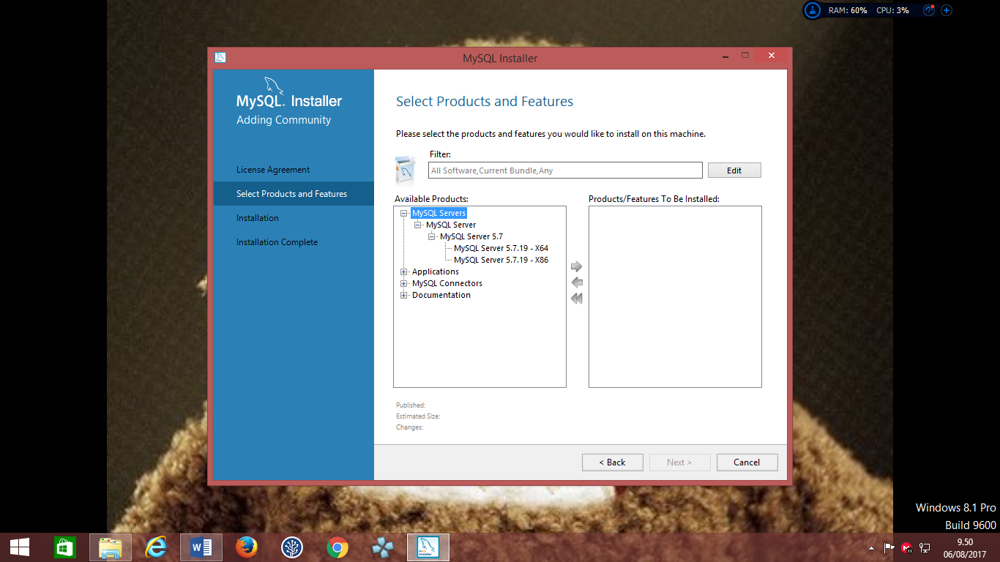 RAM: 60% CPU: 3%
MySQL Installer
MySQL. Installer
Adding Community
License Agreement
Select Products and Features
Installation
Installation Complete
Select Products and Features
Please select the products and features you would like to install on this machine.
Filter:
All Software,Current Bundle,Any
Edit
Available Products:
MySQL Servers
MySQL Server
MySQL Server 5.7
MySQL Server 5.7.19 - X64
MySQL Server 5.7.19 - X86
Applications
MySQL Connectors
Documentation
Products/Features To Be Installed:
Published:
Estimated Size:
Changes:
< Back
Next >
Cancel
Windows 8.1 Pro
Build 9600
9.50
06/08/2017